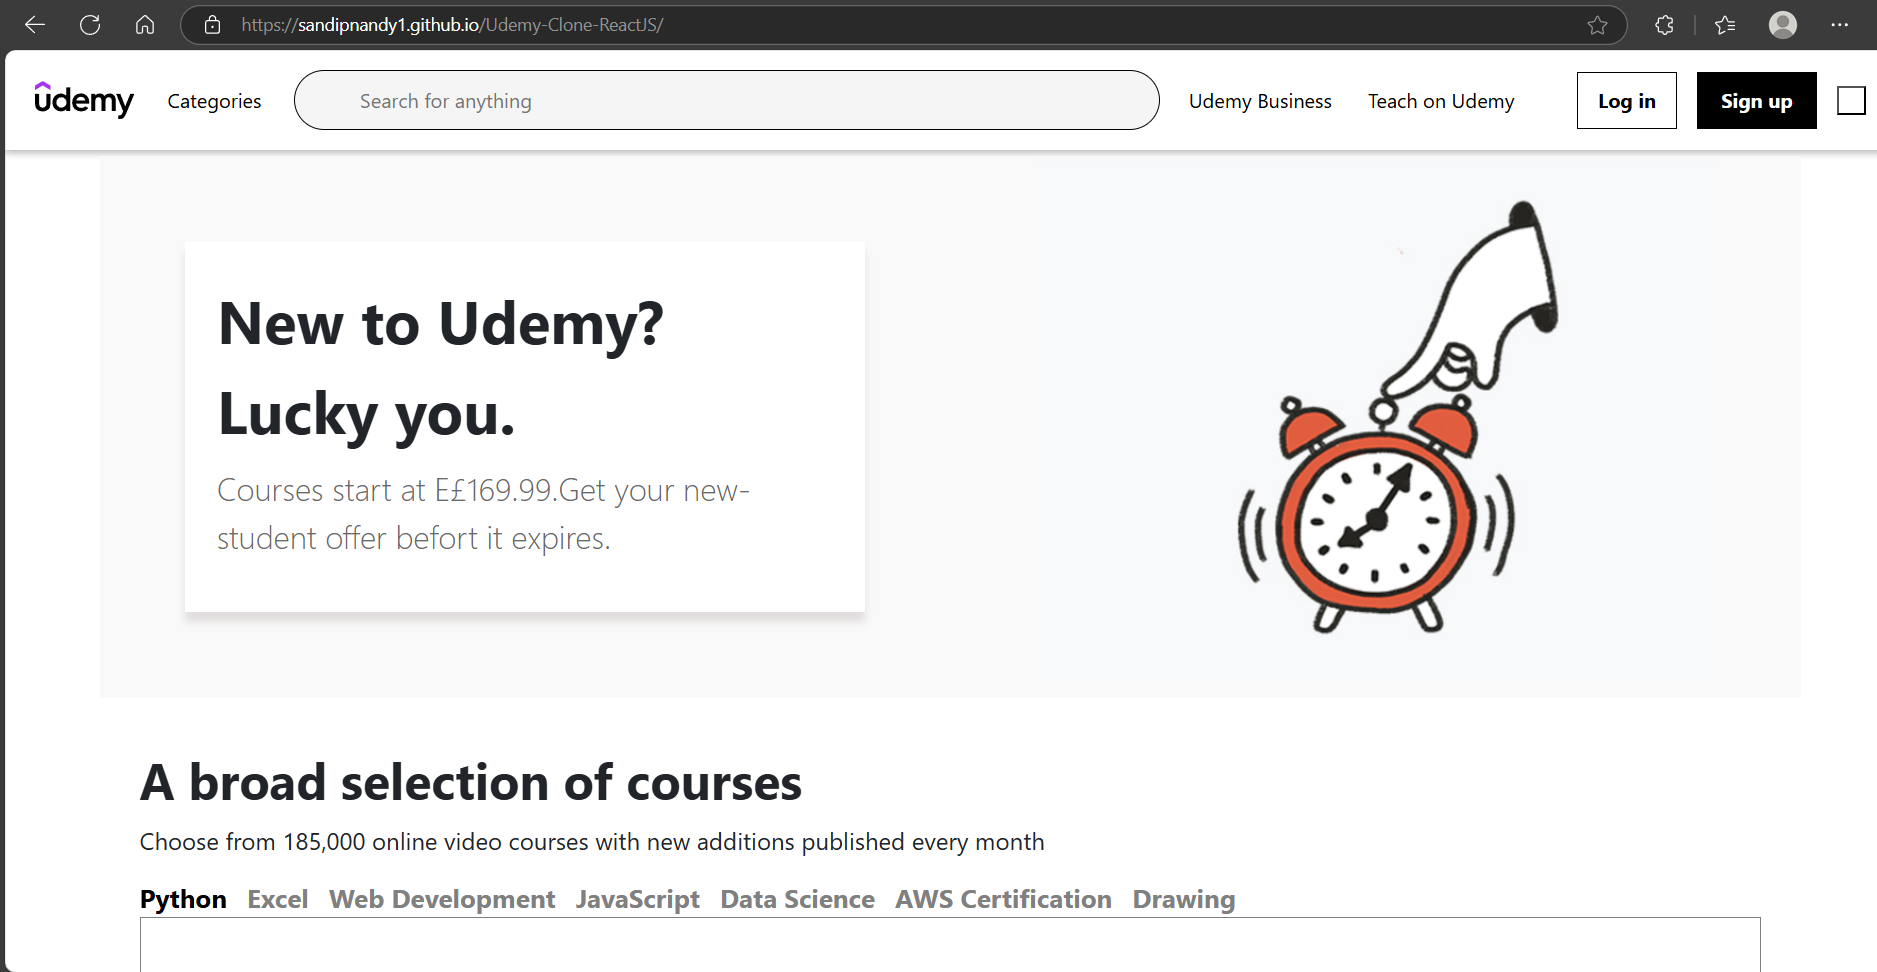 https://sandipnandy1.github.io/Udemy-Clone-ReactJS/
ûdemy
Categories
Search for anything
Udemy Business
Teach on Udemy
Log in
Sign up
New to Udemy?
Lucky you.
Courses start at E£169.99.Get your new-
student offer befort it expires.
A broad selection of courses
Choose from 185,000 online video courses with new additions published every month
Python Excel Web Development JavaScript Data Science AWS Certification Drawing